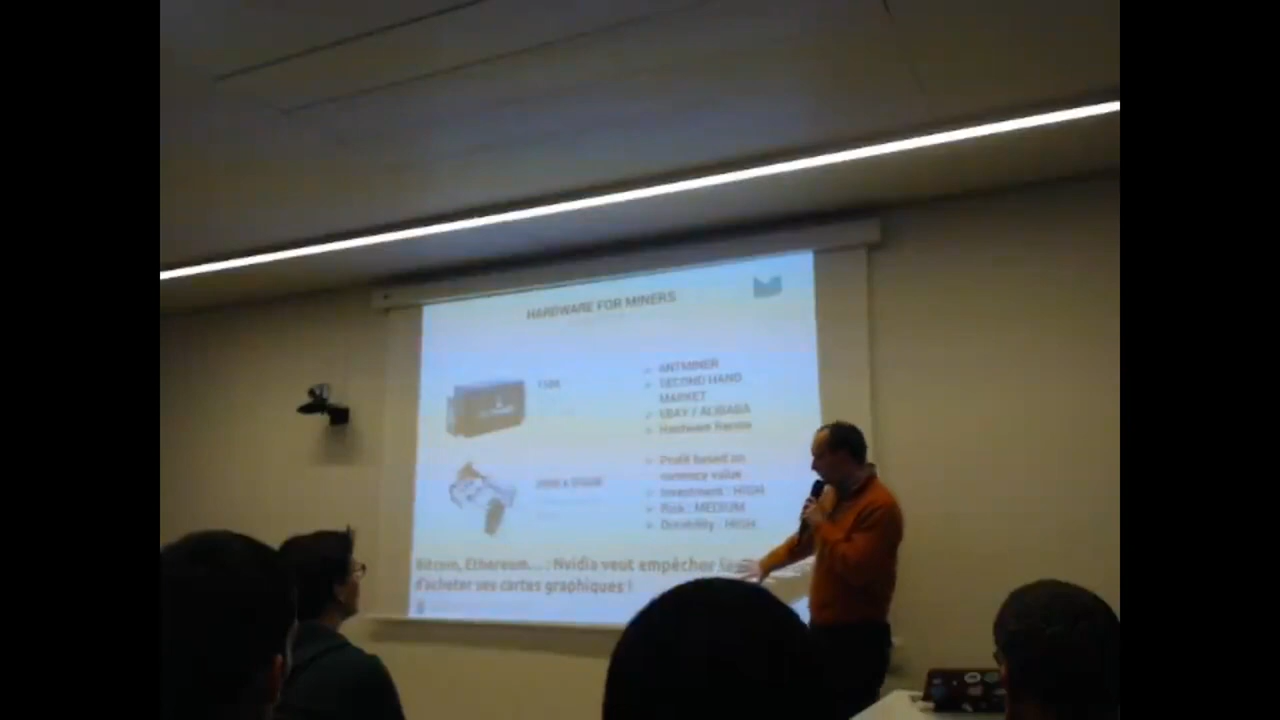 HARDWARE FOR MINERS
ANTMINER
SECOND HAND
MARKET
EBAY / ALIBABA
Hardware
Profit based on
currency value
Investment : HIGH
Risk : MEDIUM
Durability : HIGH
Bitcoin, Ethereum... : Nvidia veut empêcher
d'acheter ses cartes graphiques !